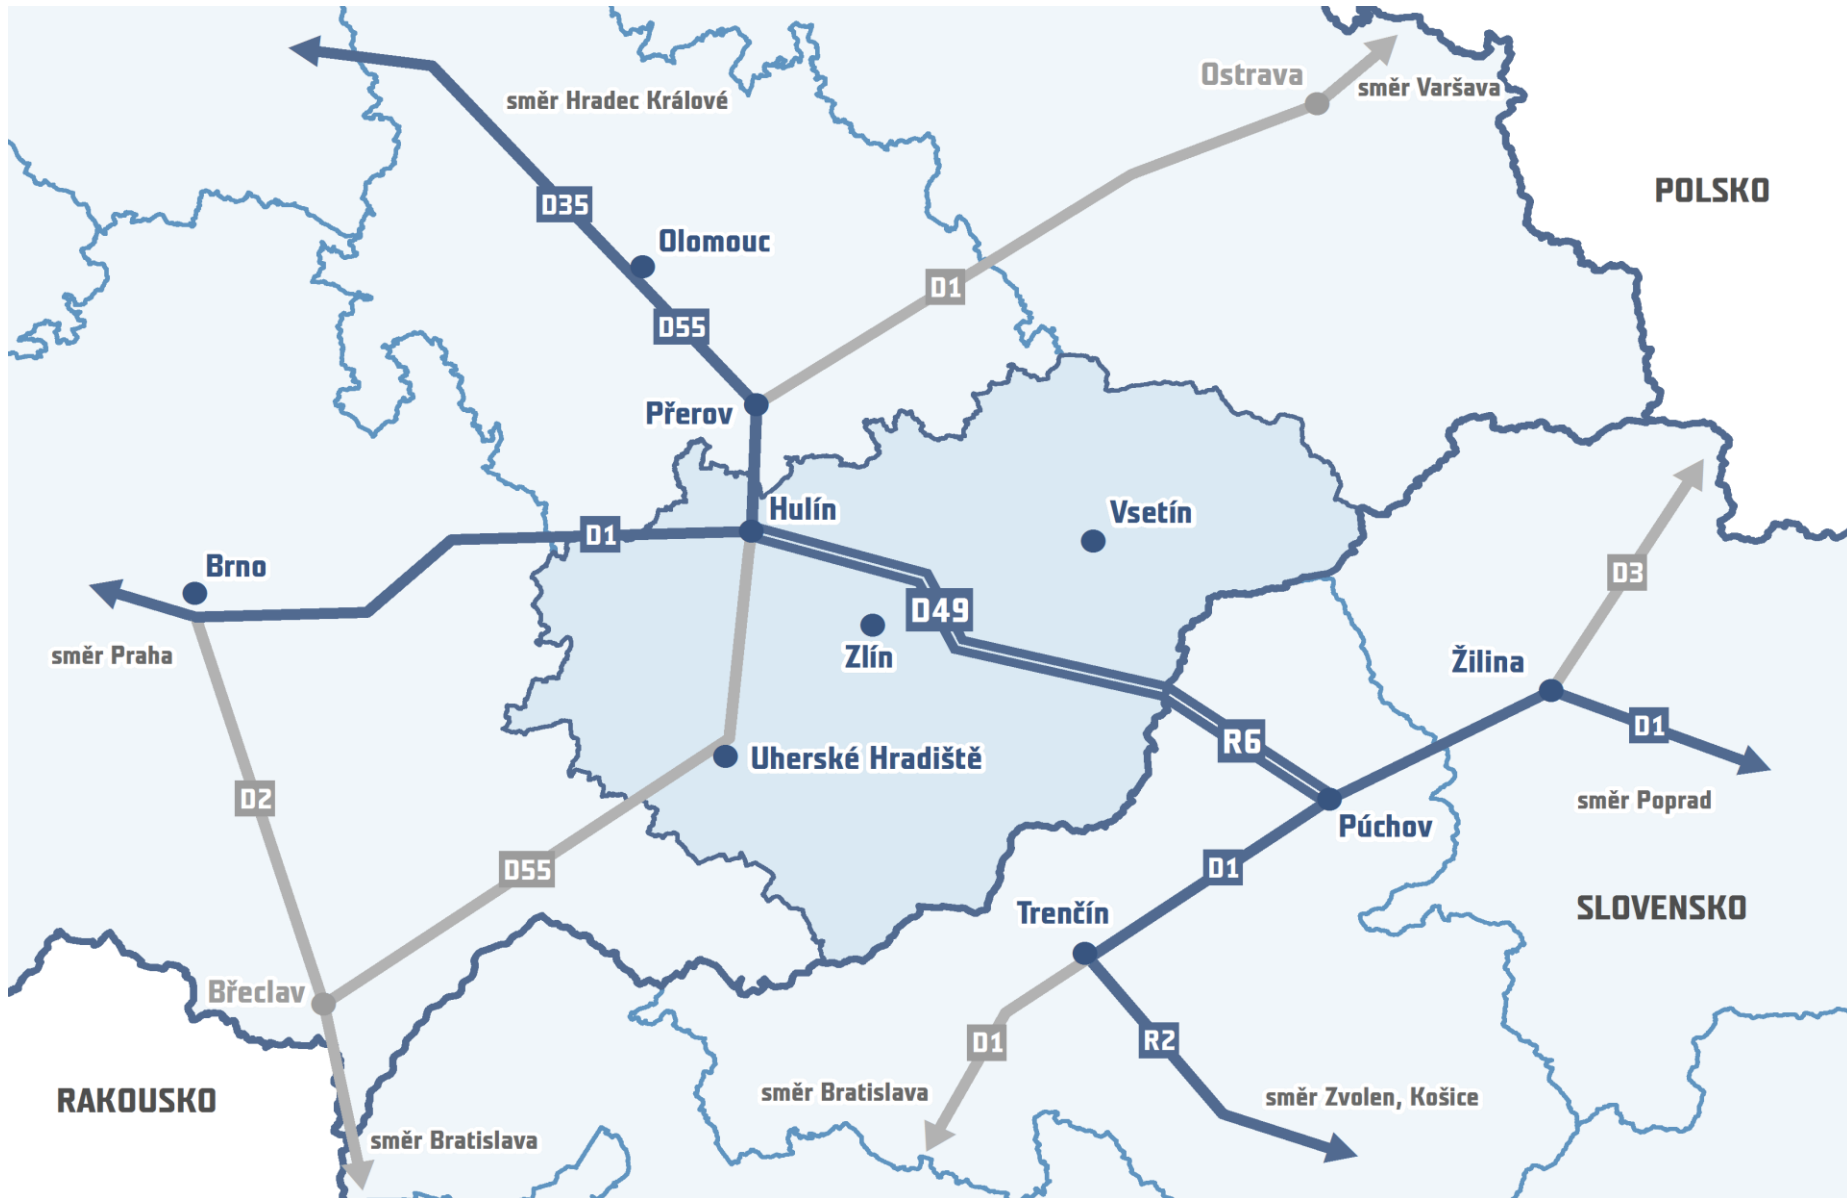 Ostrava
směr Varšava
směr Hradec Králové
POLSKO
D35
Olomouc
D1
D55
Přerov
Hulín
Vsetín
D1
Brno
D3
D49
směr Praha
Zlín
Žilina
D1
R6
Uherské Hradiště
D2
směr Poprad
Púchov
D55
D1
SLOVENSKO
Trenčín
Břeclav
D1
R2
RAKOUSKO
směr Bratislava
směr Zvolen, Košice
směr Bratislava